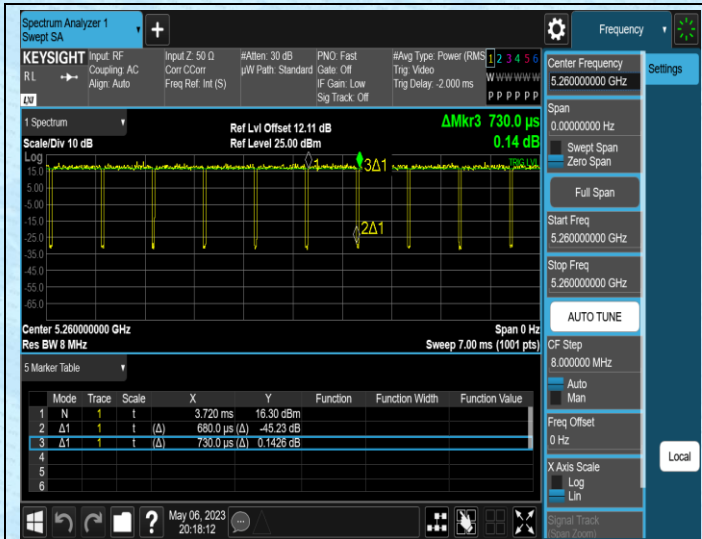 Spectrum Analyzer 1
Swept SA
Frequency
KEYSIGHT
RL
LXI
Input: RF
Coupling: AC
Align: Auto
Input Z: 50 Ω
Corr CCorr
Freq Ref: Int (S)
#Atten: 30 dB
µW Path: Standard
PNO: Fast
Gate: Off
IF Gain: Low
Sig Track: Off
#Avg Type: Power (RMS
Trig: Video
Trig Delay: -2.000 ms
1 2 3 4 5 6
W W W W W W
P P P P P P
Center Frequency
5.260000000 GHz
Settings
Span
0.00000000 Hz
Swept Span
Zero Span
Full Span
Start Freq
5.260000000 GHz
Stop Freq
5.260000000 GHz
AUTO TUNE
CF Step
8.000000 MHz
Auto
Man
Freq Offset
0 Hz
X Axis Scale
Log
Lin
Signal Track
(Span Zoom)
Local
1 Spectrum
Scale/Div 10 dB
Ref Lvl Offset 12.11 dB
Ref Level 25.00 dBm
ΔMkr3 730.0 µs
0.14 dB
Log
15.0
5.00
-5.00
-15.0
-25.0
-35.0
-45.0
-55.0
-65.0
1
3Δ1
2Δ1
TRIG LVL
Center 5.260000000 GHz
Res BW 8 MHz
Span 0 Hz
Sweep 7.00 ms (1001 pts)
5 Marker Table
Mode Trace Scale X Y Function Function Width Function Value
1 N 1 t 3.720 ms 16.30 dBm
2 Δ1 1 t (Δ) 680.0 µs (Δ) -45.23 dB
3 Δ1 1 t (Δ) 730.0 µs (Δ) 0.1426 dB
4
5
6
?
May 06, 2023
20:18:12